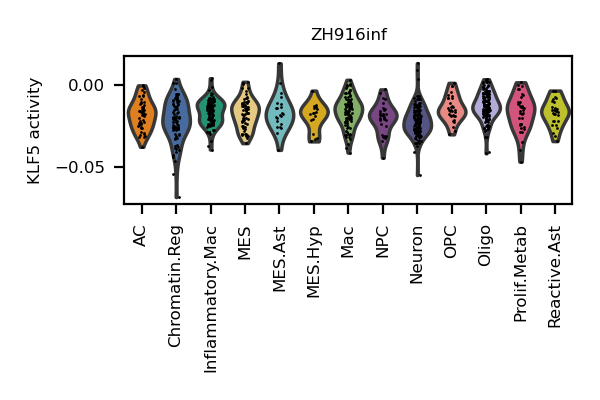 ZH916inf
KLF5 activity
0.00
−0.05
AC
Chromatin.Reg
Inflammatory.Mac
MES
MES.Ast
MES.Hyp
Mac
NPC
Neuron
OPC
Oligo
Prolif.Metab
Reactive.Ast